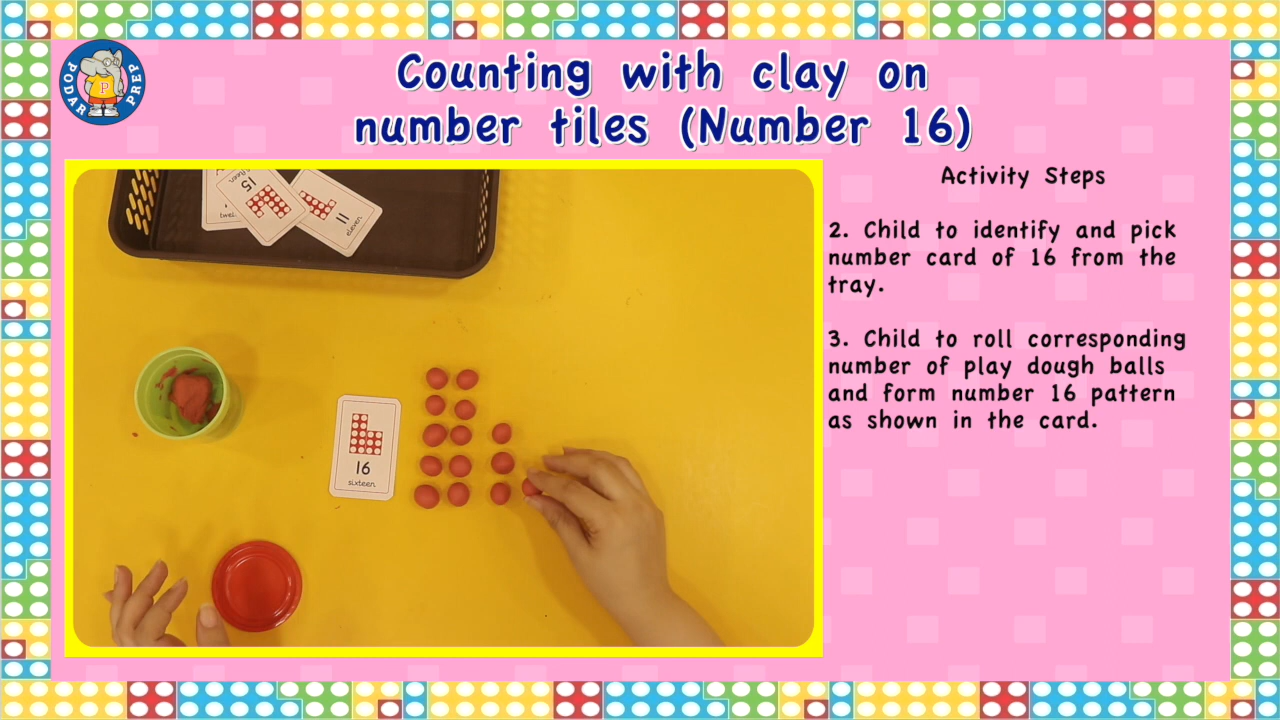 PODAR PREP
P
Counting with clay on
number tiles (Number 16)
Activity Steps
2. Child to identify and pick
number card of 16 from the
tray.
3. Child to roll corresponding
number of play dough balls
and form number 16 pattern
as shown in the card.
15
11
eleven
16
sixteen